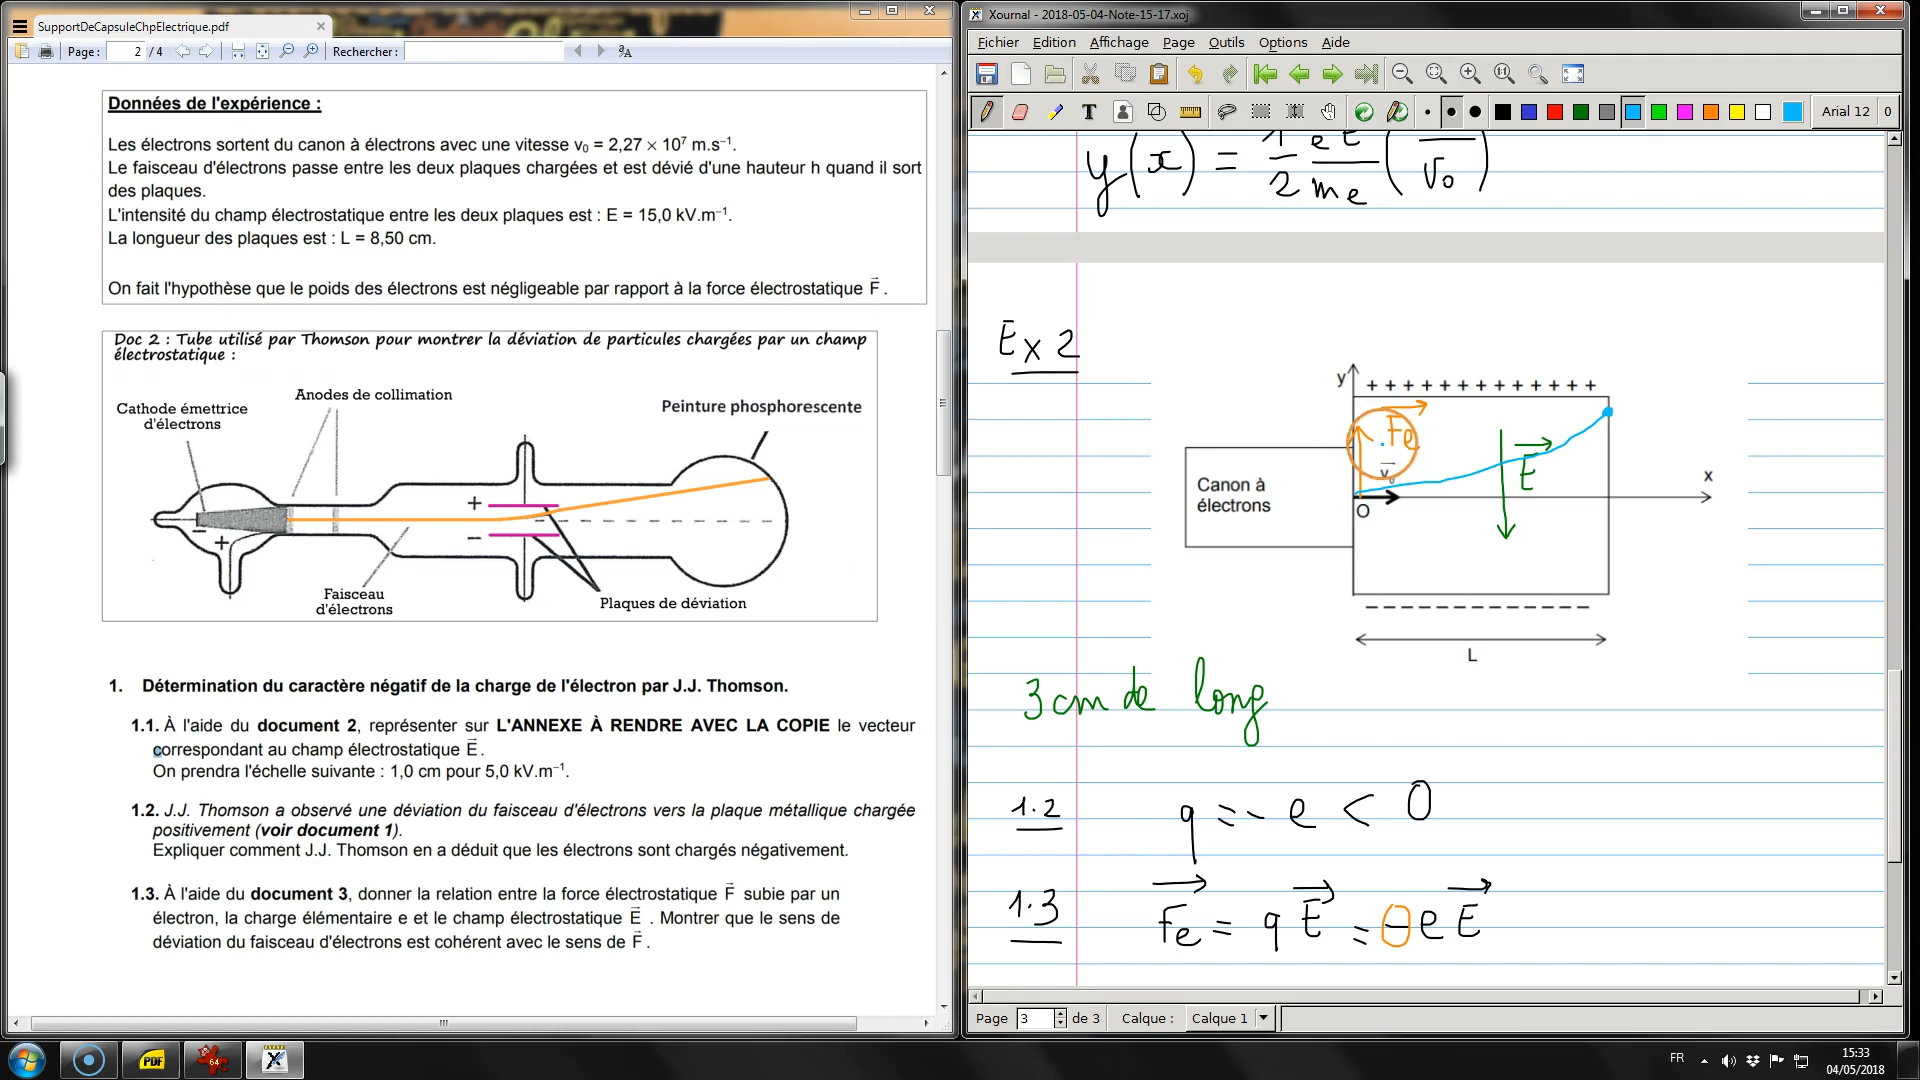 SupportDeCapsuleChpElectrique.pdf
Page : 2 / 4 Rechercher :
Données de l'expérience :
Les électrons sortent du canon à électrons avec une vitesse v₀ = 2,27 × 10⁷ m.s⁻¹.
Le faisceau d'électrons passe entre les deux plaques chargées et est dévié d'une hauteur h quand il sort
des plaques.
L'intensité du champ électrostatique entre les deux plaques est : E = 15,0 kV.m⁻¹.
La longueur des plaques est : L = 8,50 cm.
On fait l'hypothèse que le poids des électrons est négligeable par rapport à la force électrostatique F⃗ .
Doc 2 : Tube utilisé par Thomson pour montrer la déviation de particules chargées par un champ
électrostatique :
Cathode émettrice
d'électrons
Anodes de collimation
Peinture phosphorescente
+
−
−
+
Faisceau
d'électrons
Plaques de déviation
1. Détermination du caractère négatif de la charge de l'électron par J.J. Thomson.
1.1. À l'aide du document 2, représenter sur L'ANNEXE À RENDRE AVEC LA COPIE le vecteur
correspondant au champ électrostatique E⃗ .
On prendra l'échelle suivante : 1,0 cm pour 5,0 kV.m⁻¹.
1.2. J.J. Thomson a observé une déviation du faisceau d'électrons vers la plaque métallique chargée
positivement (voir document 1).
Expliquer comment J.J. Thomson en a déduit que les électrons sont chargés négativement.
1.3. À l'aide du document 3, donner la relation entre la force électrostatique F⃗ subie par un
électron, la charge élémentaire e et le champ électrostatique E⃗ . Montrer que le sens de
déviation du faisceau d'électrons est cohérent avec le sens de F⃗ .
Xournal - 2018-05-04-Note-15-17.xoj
Fichier Edition Affichage Page Outils Options Aide
T Arial 12 0
y(x) = 1/2 eE/me ( /v₀)
Ex 2
y
+ + + + + + + + + + + + +
Fe
v₀
E
x
Canon à
électrons
O
− − − − − − − − − − − − −
L
3 cm de long
1.2 q = - e < 0
1.3 Fe⃗ = q E⃗ = -e E⃗
Page 3 de 3 Calque : Calque 1
PDF
64
FR
15:33
04/05/2018